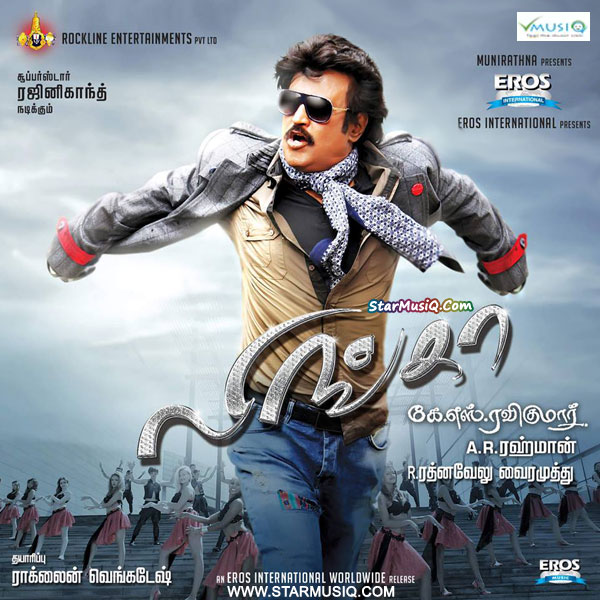 ROCKLINE ENTERTAINMENTS PVT LTD
VMUSIQ
சூப்பர்ஸ்டார்
ரஜினிகாந்த்
நடிக்கும்
MUNIRATHNA PRESENTS
EROS
INTERNATIONAL
EROS INTERNATIONAL PRESENTS
StarMusiQ.Com
லிங்கா
கே.எஸ்.ரவிகுமார்
A.R.ரஹ்மான்
R.ரத்னவேலு வைரமுத்து
தயாரிப்பு
ராக்லைன் வெங்கடேஷ்
AN EROS INTERNATIONAL WORLDWIDE RELEASE
EROS
MUSIC
WWW.STARMUSIQ.COM